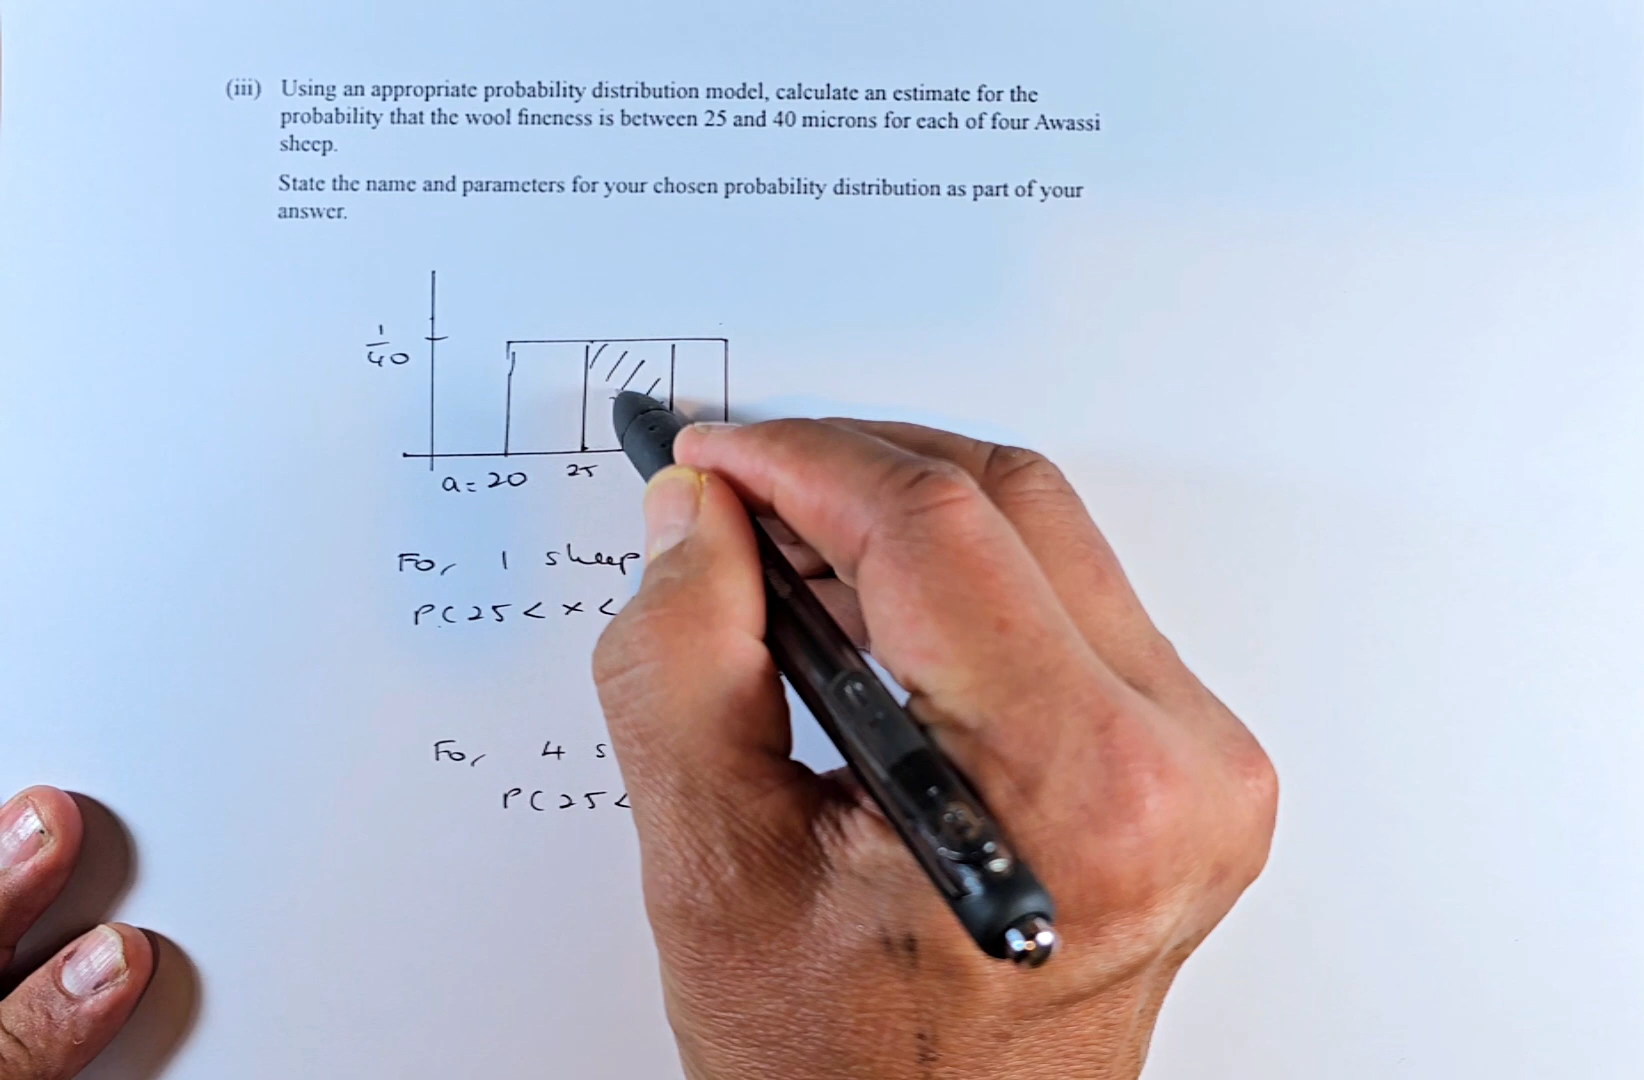 (iii) Using an appropriate probability distribution model, calculate an estimate for the
probability that the wool fineness is between 25 and 40 microns for each of four Awassi
sheep.
State the name and parameters for your chosen probability distribution as part of your
answer.
1/40
a = 20 25
For 1 sheep
P(25 < x <
For 4 s
P(25 <